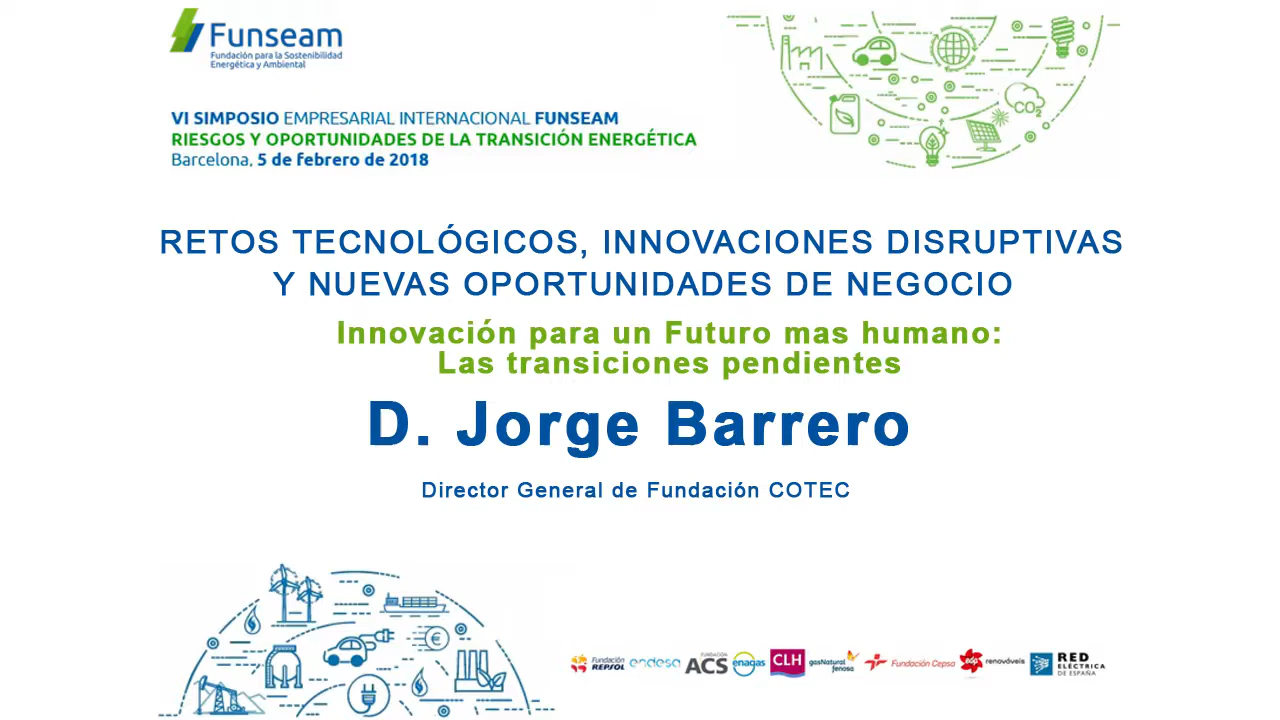 Funseam
Fundación para la Sostenibilidad
Energética y Ambiental
VI SIMPOSIO EMPRESARIAL INTERNACIONAL FUNSEAM
RIESGOS Y OPORTUNIDADES DE LA TRANSICIÓN ENERGÉTICA
Barcelona, 5 de febrero de 2018
CO2
RETOS TECNOLÓGICOS, INNOVACIONES DISRUPTIVAS
Y NUEVAS OPORTUNIDADES DE NEGOCIO
Innovación para un Futuro mas humano:
Las transiciones pendientes
D. Jorge Barrero
Director General de Fundación COTEC
€
Fundación
REPSOL
endesa
FUNDACIÓN
ACS
enagas
CLH
gasNatural
fenosa
Fundación Cepsa
edp
renováveis
RED
ELÉCTRICA
DE ESPAÑA